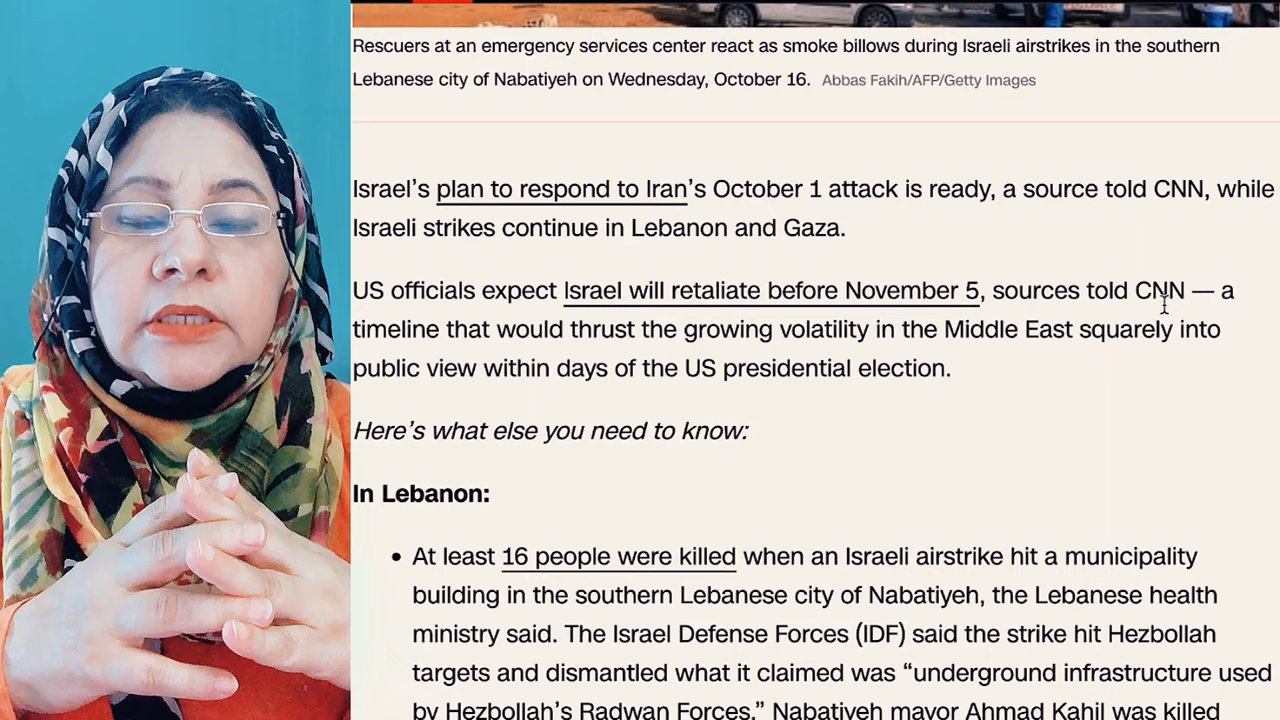 Rescuers at an emergency services center react as smoke billows during Israeli airstrikes in the southern
Lebanese city of Nabatiyeh on Wednesday, October 16. Abbas Fakih/AFP/Getty Images
Israel’s plan to respond to Iran’s October 1 attack is ready, a source told CNN, while
Israeli strikes continue in Lebanon and Gaza.
US officials expect Israel will retaliate before November 5, sources told CNN — a
timeline that would thrust the growing volatility in the Middle East squarely into
public view within days of the US presidential election.
Here’s what else you need to know:
In Lebanon:
• At least 16 people were killed when an Israeli airstrike hit a municipality
building in the southern Lebanese city of Nabatiyeh, the Lebanese health
ministry said. The Israel Defense Forces (IDF) said the strike hit Hezbollah
targets and dismantled what it claimed was “underground infrastructure used
by Hezbollah’s Radwan Forces.” Nabatiyeh mayor Ahmad Kahil was killed